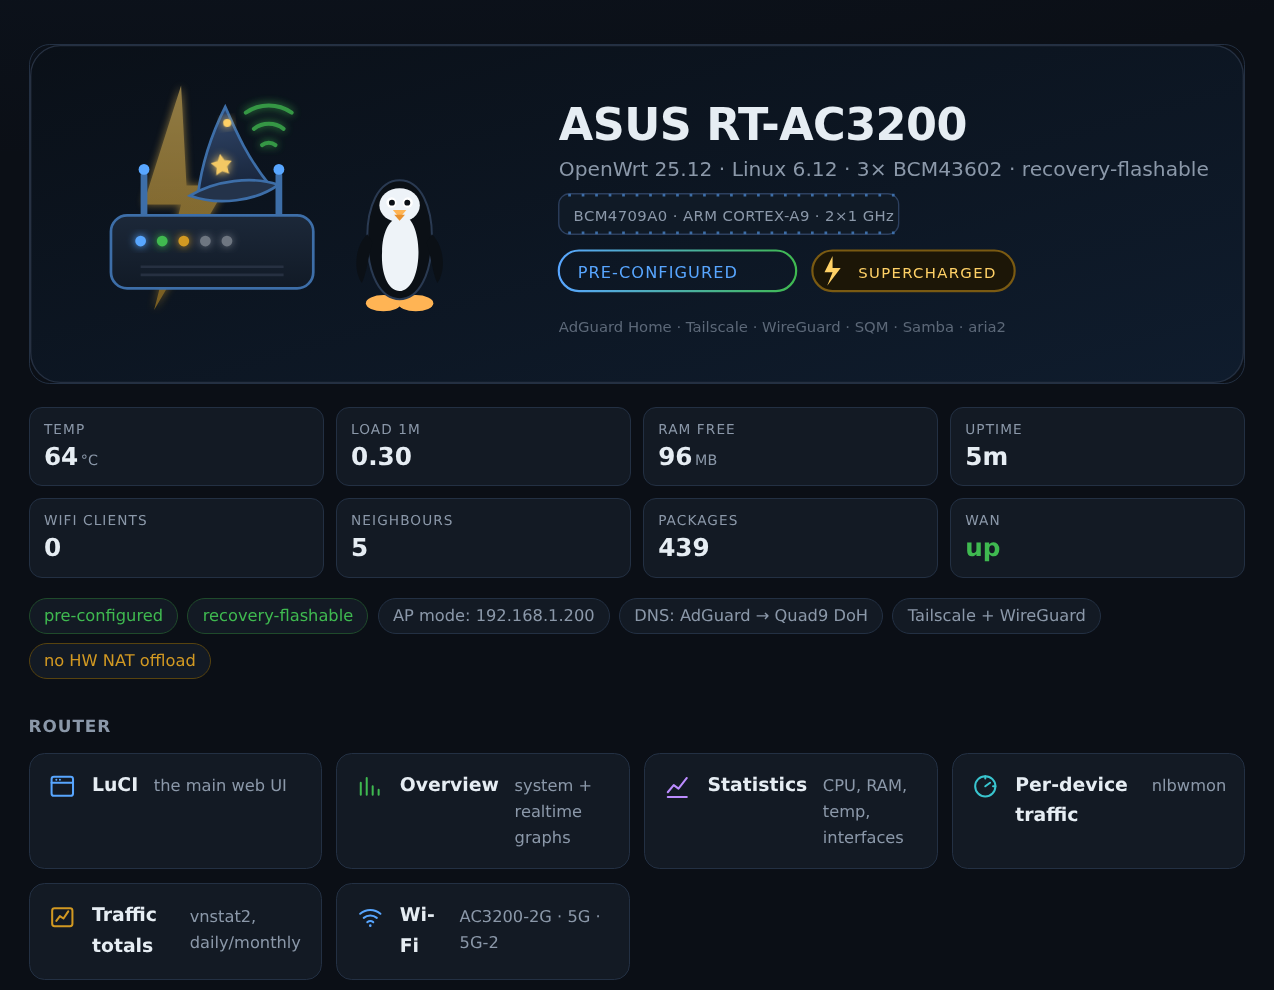 ASUS RT-AC3200
OpenWrt 25.12 · Linux 6.12 · 3× BCM43602 · recovery-flashable
BCM4709A0 · ARM CORTEX-A9 · 2×1 GHz
PRE-CONFIGURED
SUPERCHARGED
AdGuard Home · Tailscale · WireGuard · SQM · Samba · aria2
TEMP
64 °C
LOAD 1M
0.30
RAM FREE
96 MB
UPTIME
5m
WIFI CLIENTS
0
NEIGHBOURS
5
PACKAGES
439
WAN
up
pre-configured
recovery-flashable
AP mode: 192.168.1.200
DNS: AdGuard → Quad9 DoH
Tailscale + WireGuard
no HW NAT offload
ROUTER
LuCI
the main web UI
Overview
system +
realtime
graphs
Statistics
CPU, RAM,
temp,
interfaces
Per-device
traffic
nlbwmon
Traffic
totals
vnstat2,
daily/monthly
Wi-
Fi
AC3200-2G · 5G ·
5G-2